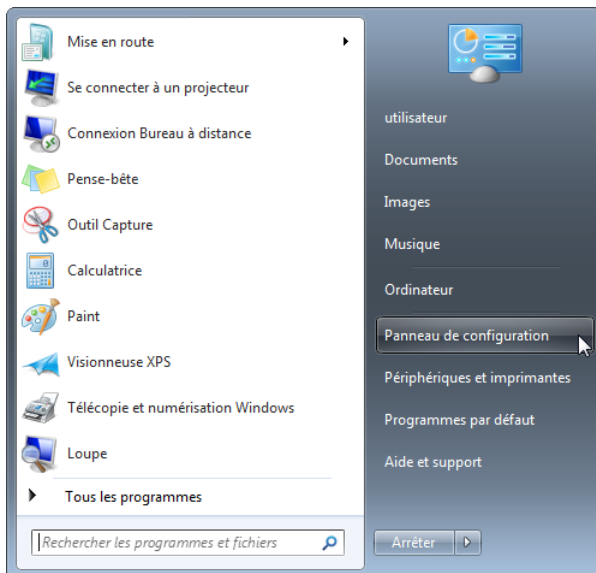 Mise en route
Se connecter à un projecteur
Connexion Bureau à distance
Pense-bête
Outil Capture
Calculatrice
Paint
Visionneuse XPS
Télécopie et numérisation Windows
Loupe
Tous les programmes
Rechercher les programmes et fichiers
utilisateur
Documents
Images
Musique
Ordinateur
Panneau de configuration
Périphériques et imprimantes
Programmes par défaut
Aide et support
Arrêter